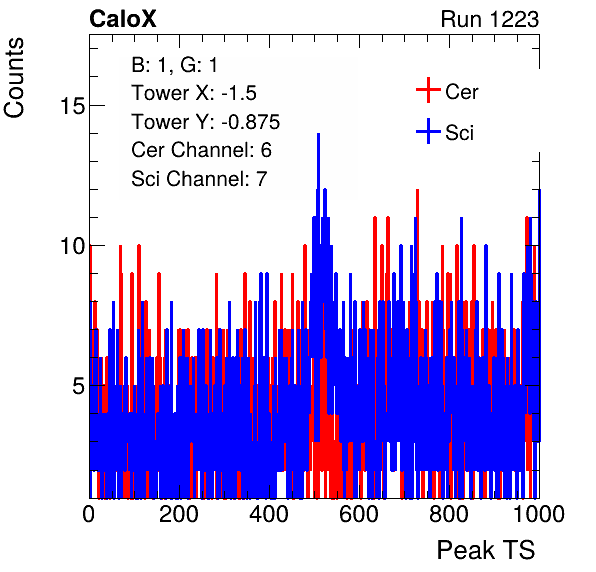 CaloX
Run 1223
Counts
B: 1, G: 1
Tower X: -1.5
Tower Y: -0.875
Cer Channel: 6
Sci Channel: 7
Cer
Sci
15
10
5
0 200 400 600 800 1000
Peak TS